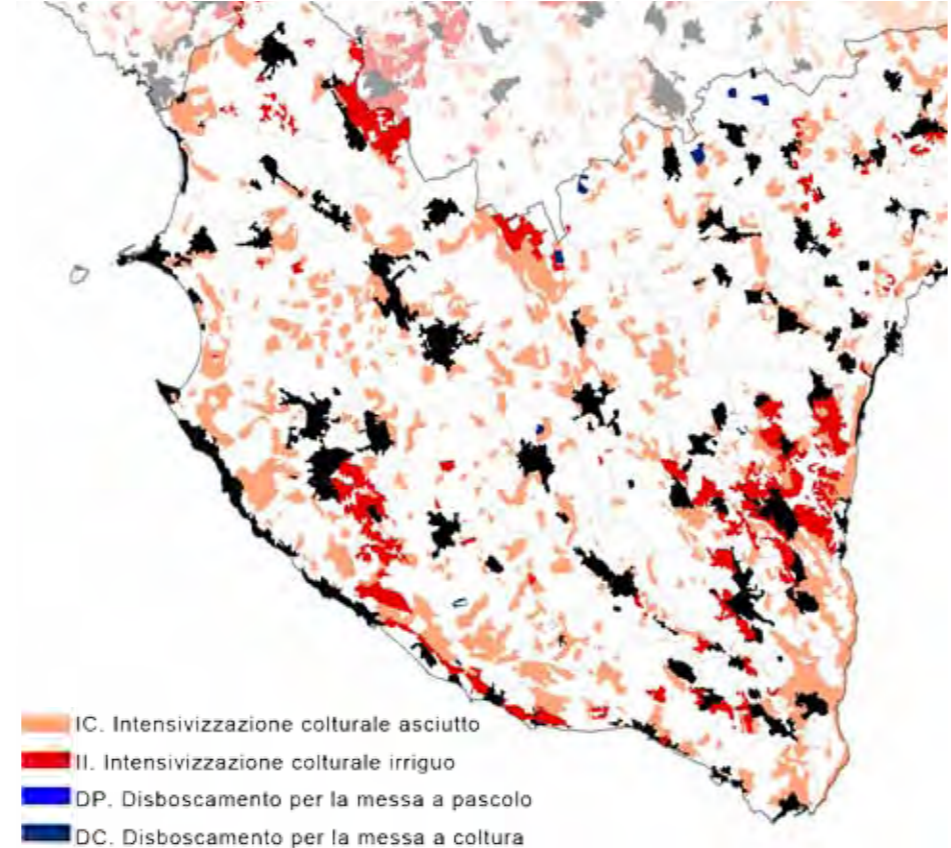 IC. Intensivizzazione colturale asciutto
II. Intensivizzazione colturale irriguo
DP. Disboscamento per la messa a pascolo
DC. Disboscamento per la messa a coltura